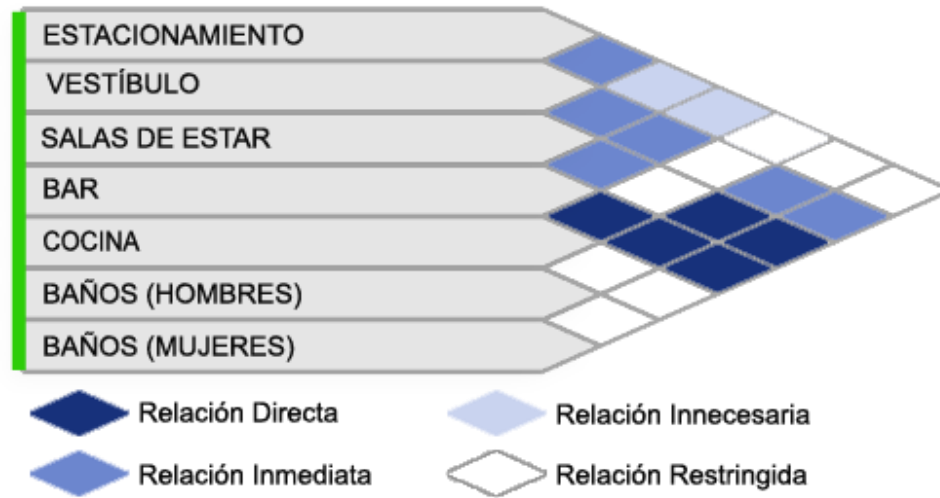 ESTACIONAMIENTO
VESTÍBULO
SALAS DE ESTAR
BAR
COCINA
BAÑOS (HOMBRES)
BAÑOS (MUJERES)
Relación Directa
Relación Innecesaria
Relación Inmediata
Relación Restringida